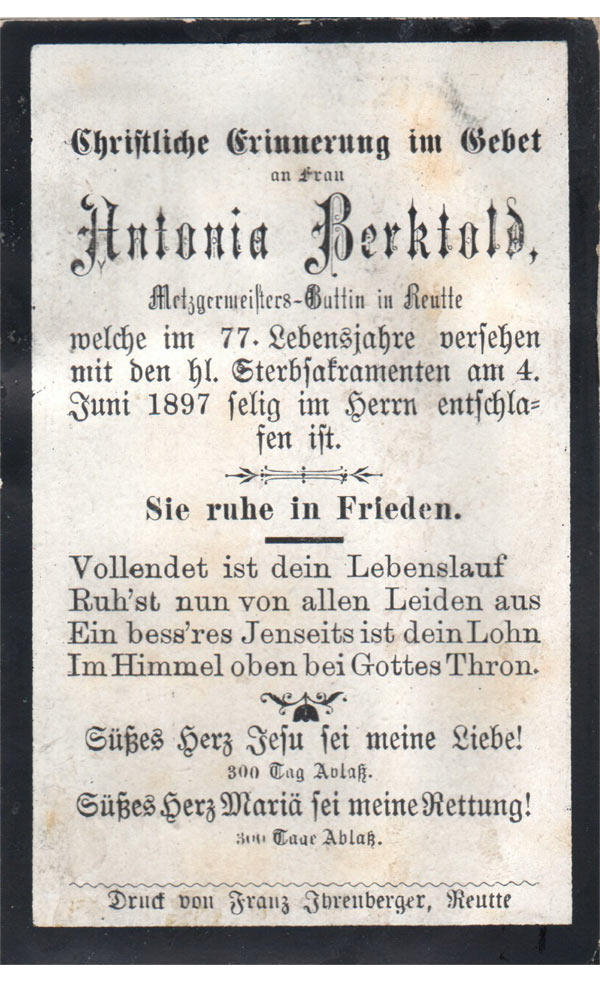 Christliche Erinnerung im Gebet
an Frau
Antonia Berktold,
Metzgermeisters-Gattin in Reutte
welche im 77. Lebensjahre versehen
mit den hl. Sterbsakramenten am 4.
Juni 1897 selig im Herrn entschla=
fen ist.
Sie ruhe in Frieden.
Vollendet ist dein Lebenslauf
Ruh'st nun von allen Leiden aus
Ein bess'res Jenseits ist dein Lohn
Im Himmel oben bei Gottes Thron.
Süßes Herz Jesu sei meine Liebe!
300 Tag Ablaß.
Süßes Herz Mariä sei meine Rettung!
300 Tage Ablaß.
Druck von Franz Ihrenberger, Reutte